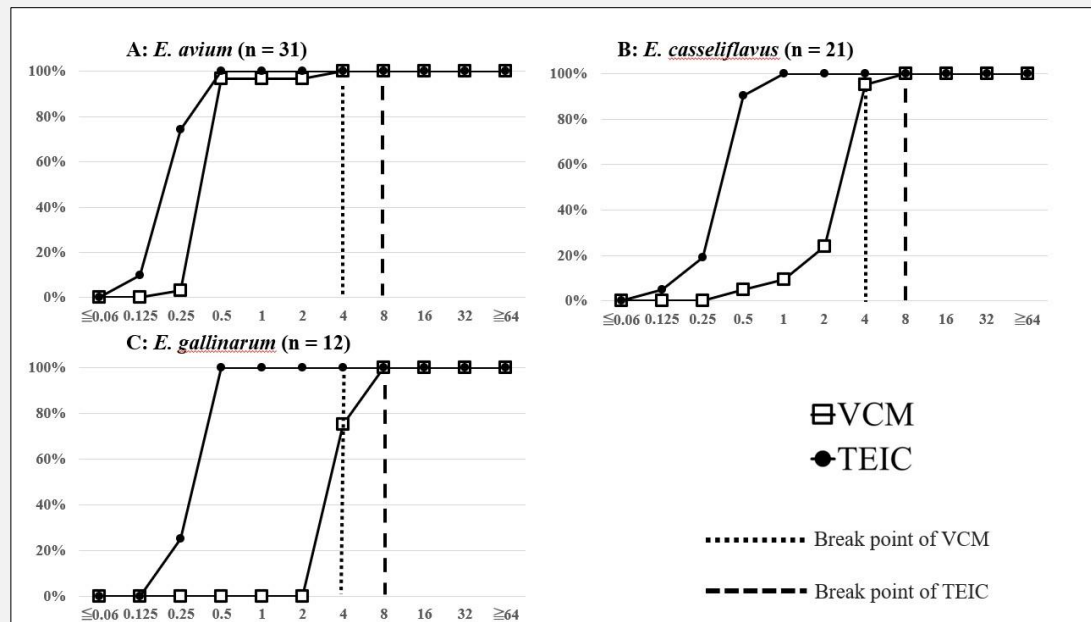 A: E. avium (n = 31)
100%
80%
60%
40%
20%
0%
≦0.06 0.125 0.25 0.5 1 2 4 8 16 32 ≧64
B: E. casseliflavus (n = 21)
100%
80%
60%
40%
20%
0%
≦0.06 0.125 0.25 0.5 1 2 4 8 16 32 ≧64
C: E. gallinarum (n = 12)
100%
80%
60%
40%
20%
0%
≦0.06 0.125 0.25 0.5 1 2 4 8 16 32 ≧64
VCM
TEIC
Break point of VCM
Break point of TEIC